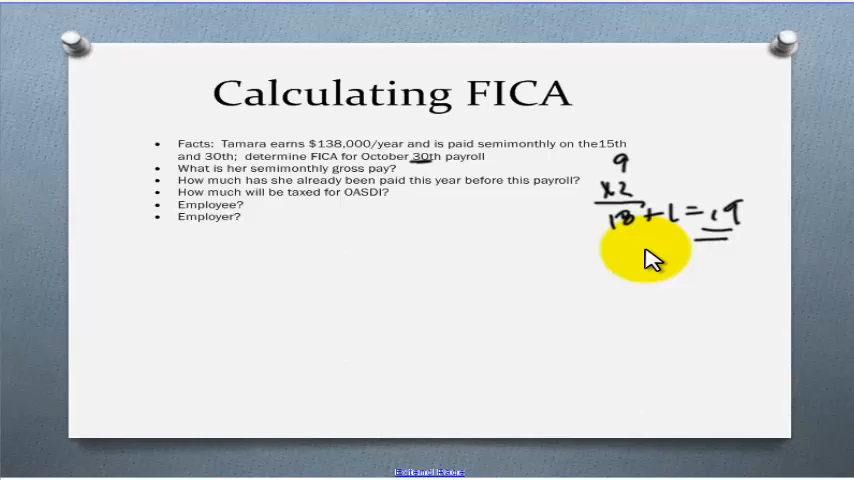 Calculating FICA
• Facts: Tamara earns $138,000/year and is paid semimonthly on the15th
and 30th; determine FICA for October 30th payroll
• What is her semimonthly gross pay?
• How much has she already been paid this year before this payroll?
• How much will be taxed for OASDI?
• Employee?
• Employer?
9
x2
18 + 1 = 19